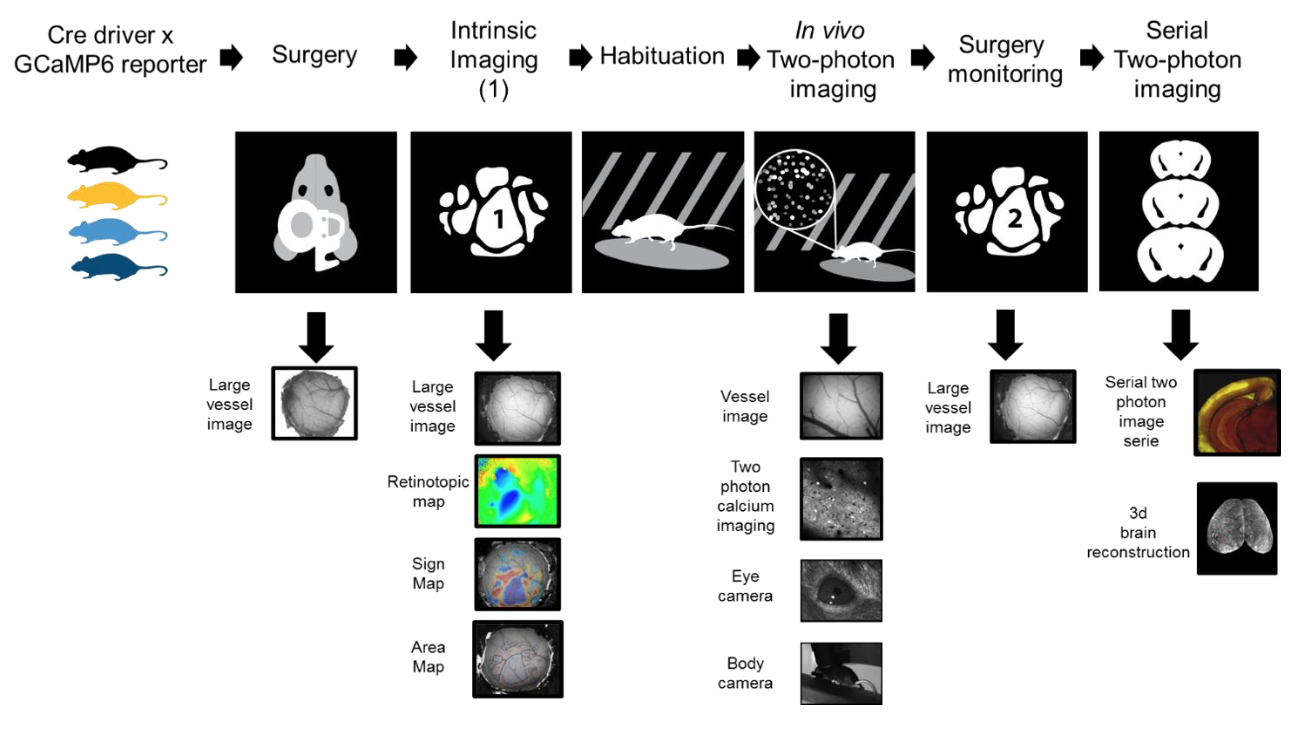 Cre driver x
GCaMP6 reporter
Surgery
Intrinsic
Imaging
(1)
Habituation
In vivo
Two-photon
imaging
Surgery
monitoring
Serial
Two-photon
imaging
1
2
Large
vessel
image
Large
vessel
image
Retinotopic
map
Sign
Map
Area
Map
Vessel
image
Two
photon
calcium
imaging
Eye
camera
Body
camera
Large
vessel
image
Serial two
photon
image
serie
3d
brain
reconstruction